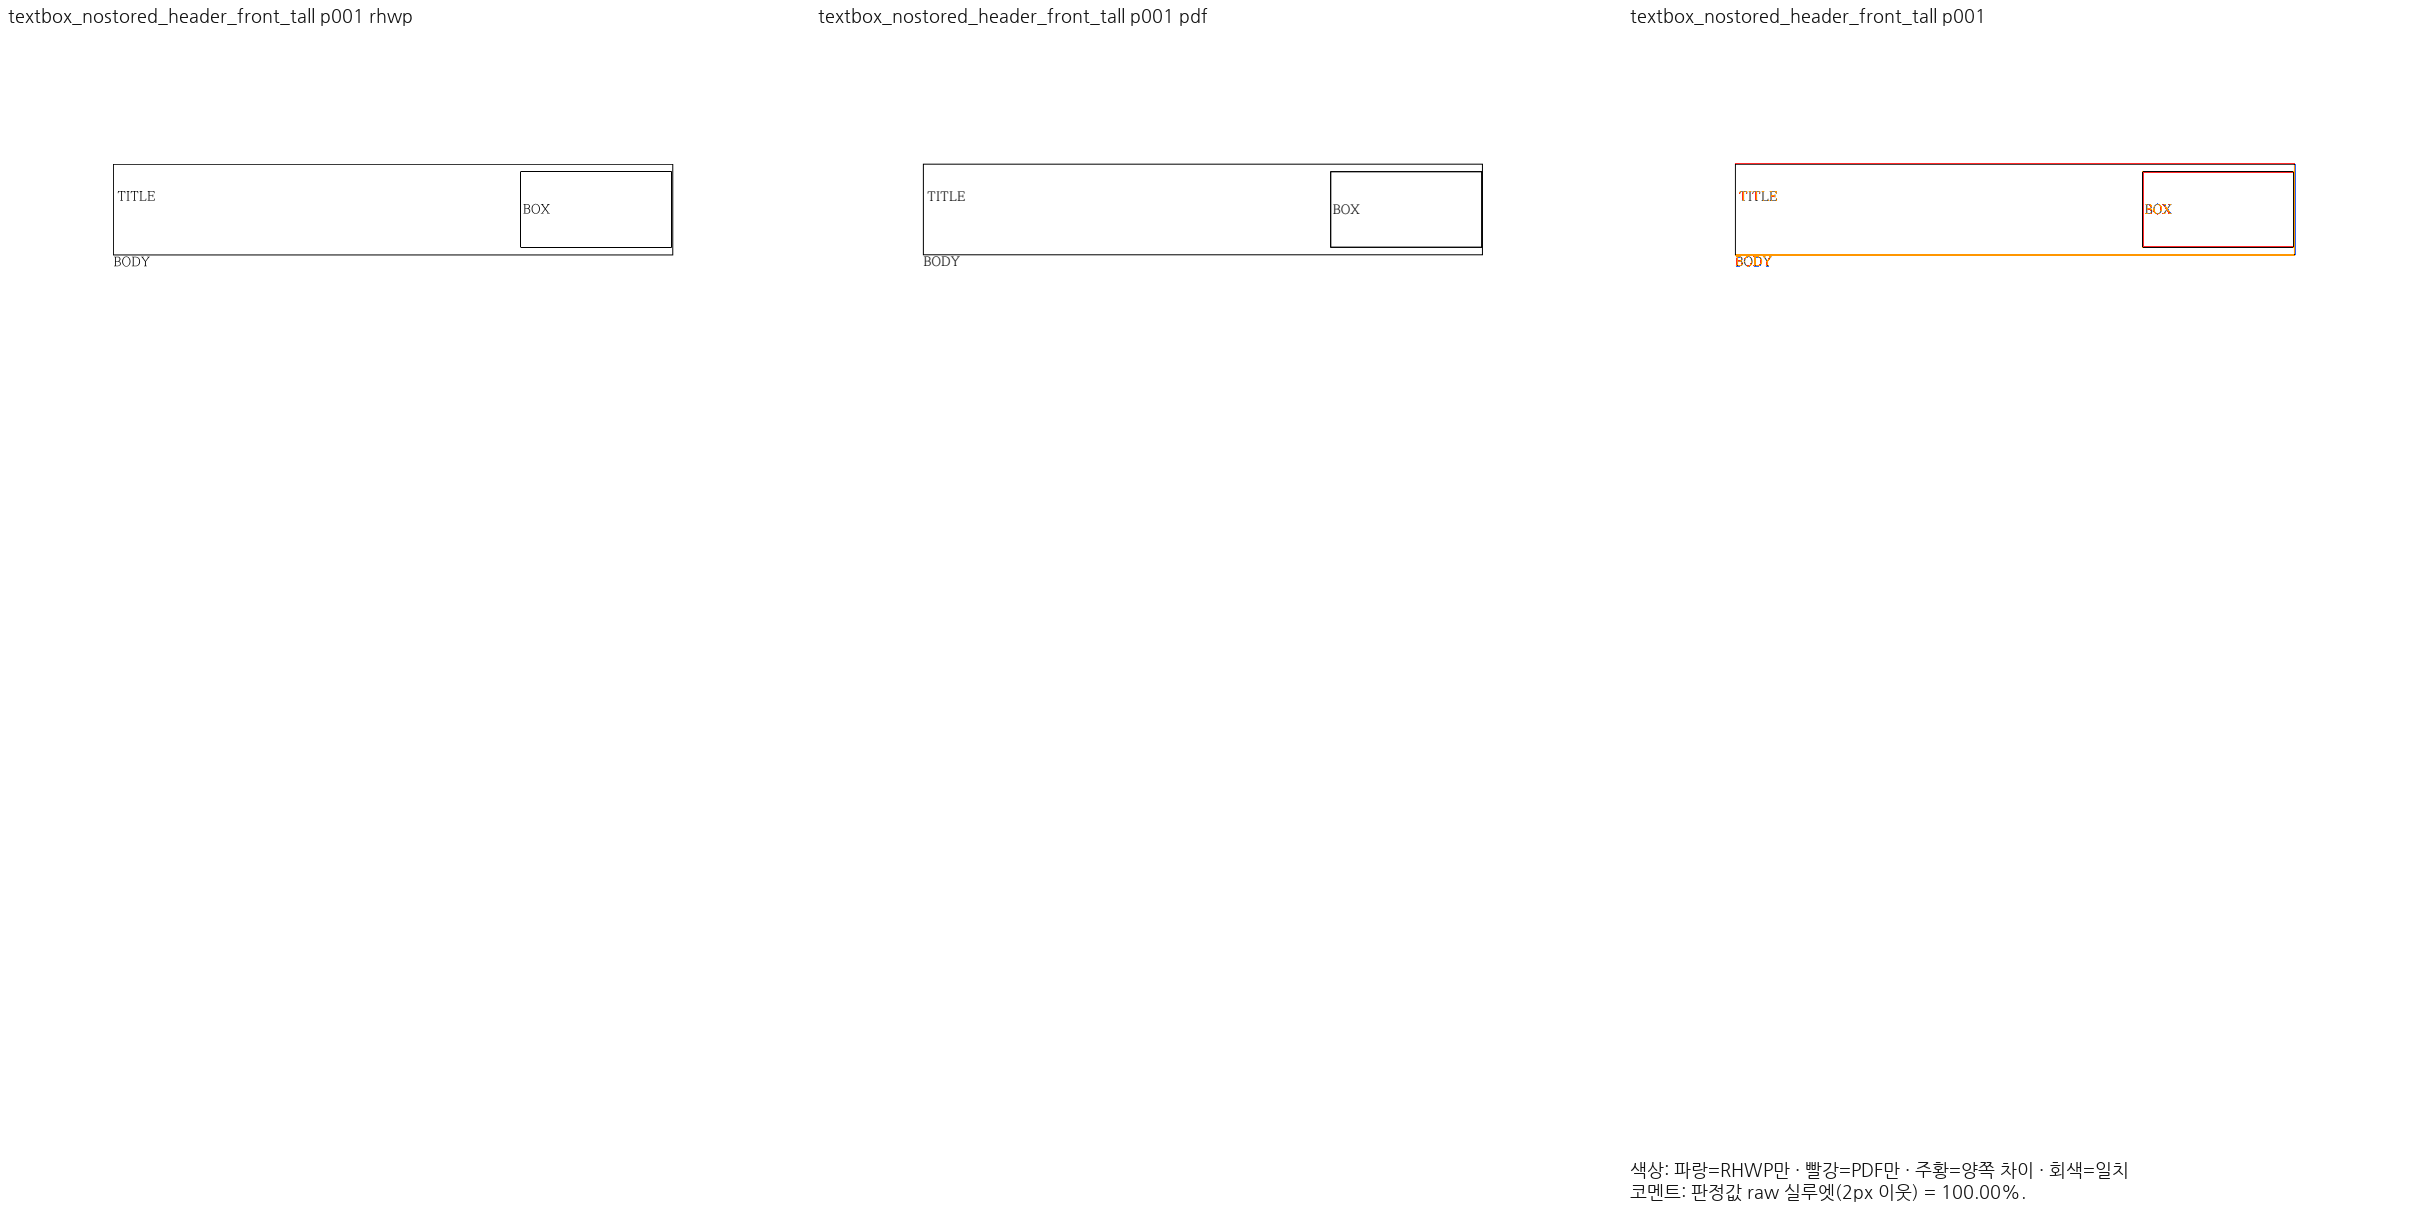 textbox_nostored_header_front_tall p001 rhwp
TITLE
BOX
BODY
textbox_nostored_header_front_tall p001 pdf
TITLE
BOX
BODY
textbox_nostored_header_front_tall p001
TITLE
BOX
BODY
색상: 파랑=RHWP만 · 빨강=PDF만 · 주황=양쪽 차이 · 회색=일치
코멘트: 판정값 raw 실루엣(2px 이웃) = 100.00%.